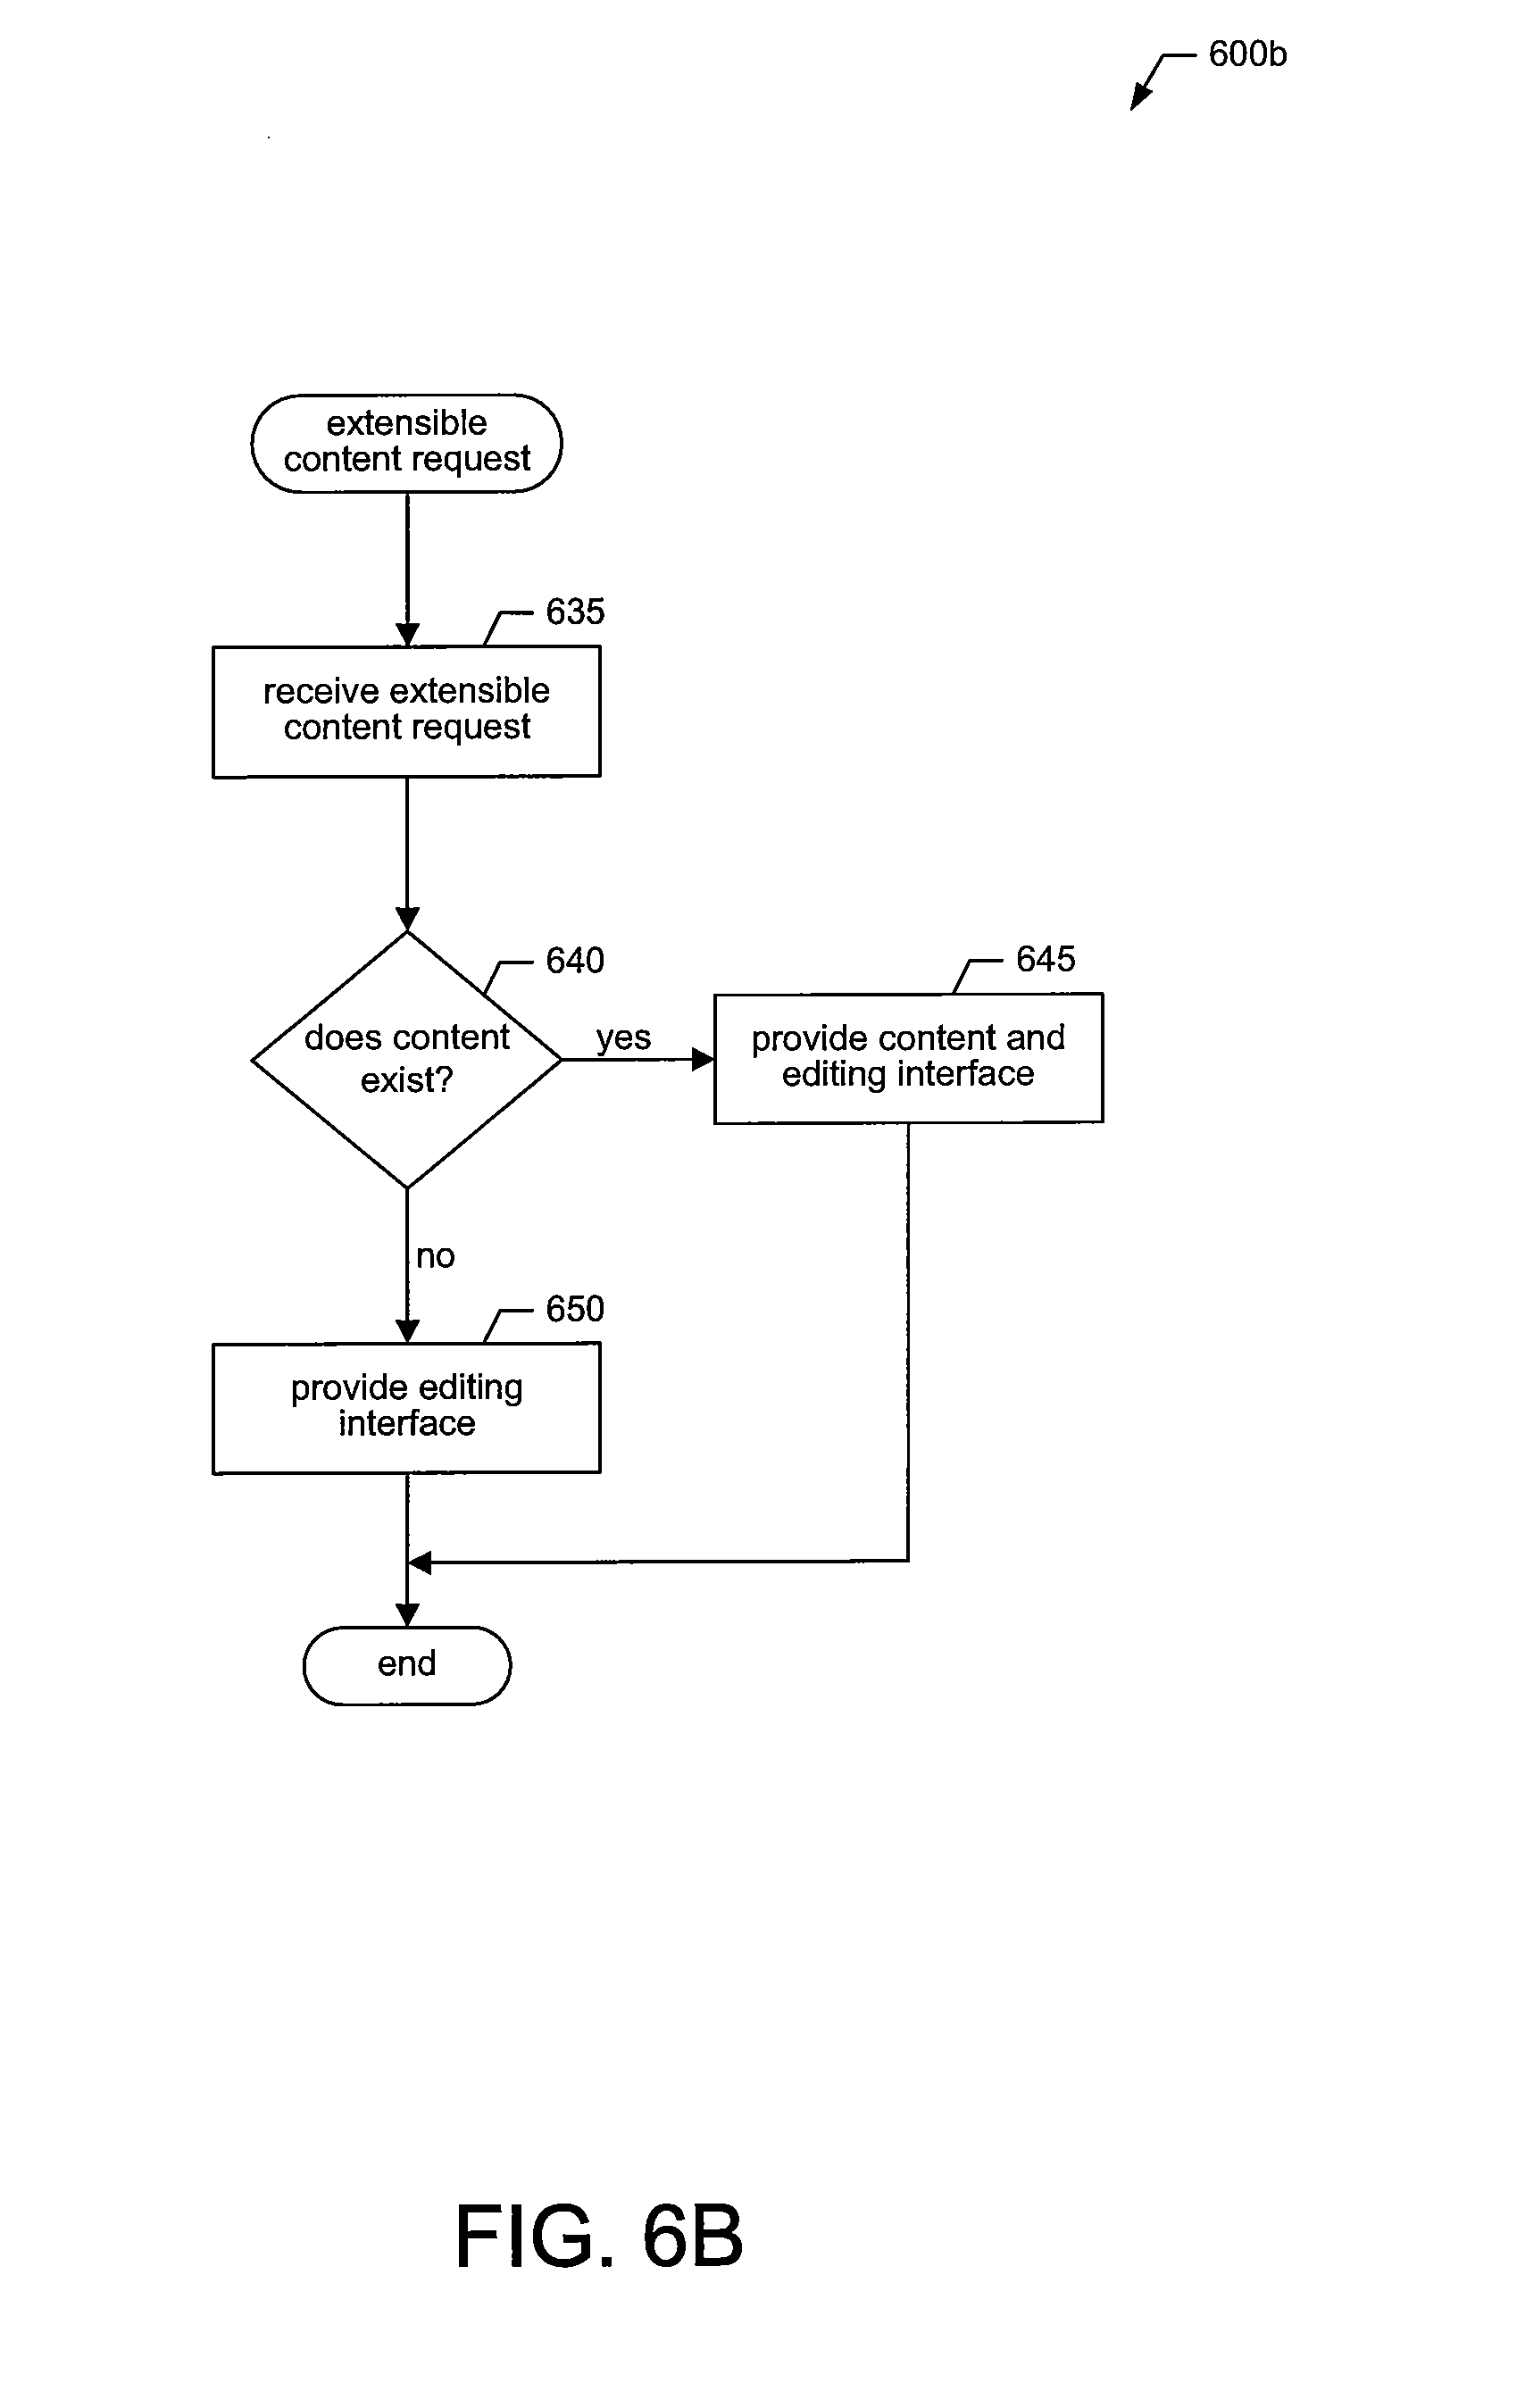 600b
extensible
content request
635
receive extensible
content request
640
does content
exist?
yes
645
provide content and
editing interface
no
650
provide editing
interface
end
FIG. 6B